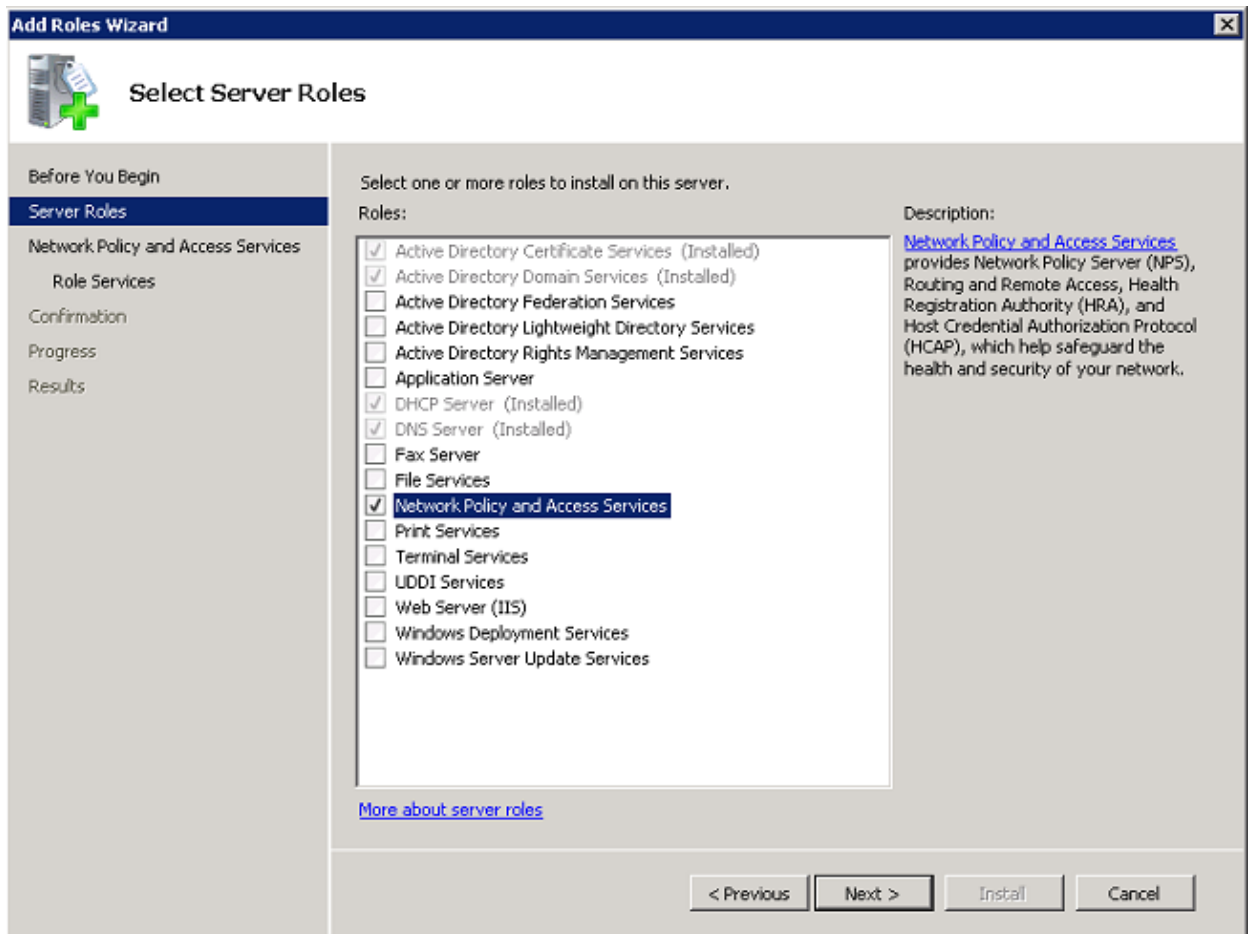 Add Roles Wizard
Select Server Roles
Before You Begin
Server Roles
Network Policy and Access Services
Role Services
Confirmation
Progress
Results
Select one or more roles to install on this server.
Roles:
Active Directory Certificate Services (Installed)
Active Directory Domain Services (Installed)
Active Directory Federation Services
Active Directory Lightweight Directory Services
Active Directory Rights Management Services
Application Server
DHCP Server (Installed)
DNS Server (Installed)
Fax Server
File Services
Network Policy and Access Services
Print Services
Terminal Services
UDDI Services
Web Server (IIS)
Windows Deployment Services
Windows Server Update Services
More about server roles
Description:
Network Policy and Access Services
provides Network Policy Server (NPS),
Routing and Remote Access, Health
Registration Authority (HRA), and
Host Credential Authorization Protocol
(HCAP), which help safeguard the
health and security of your network.
< Previous
Next >
Install
Cancel